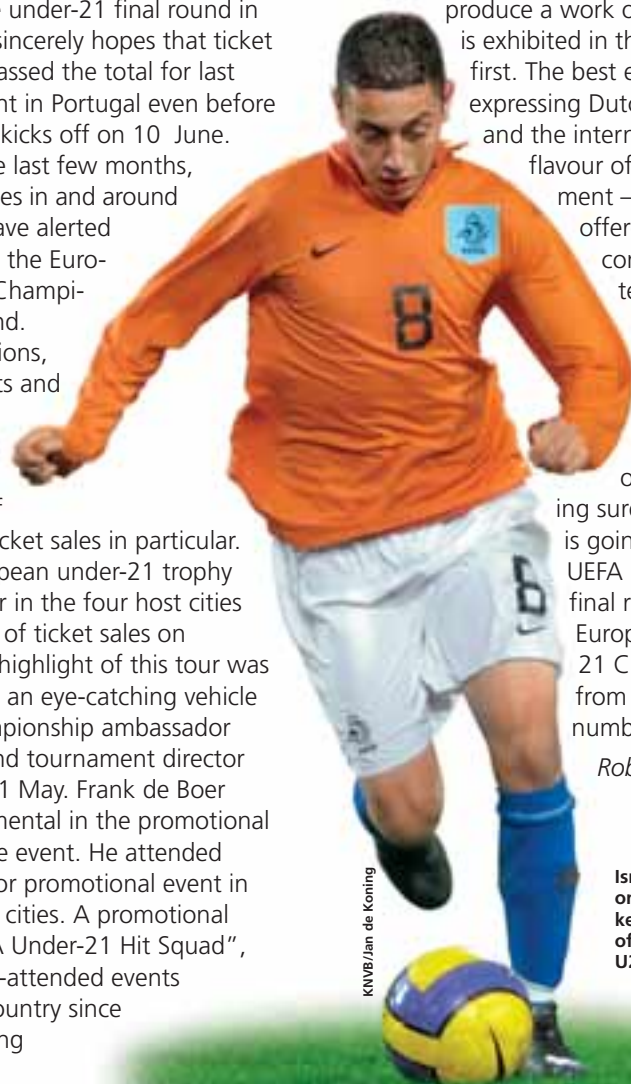 under-21 final round in
sincerely hopes that ticket
assed the total for last
nt in Portugal even before
kicks off on 10 June.
e last few months,
es in and around
ave alerted
the Euro-
Champi-
nd.
ions,
ts and
cket sales in particular.
pean under-21 trophy
r in the four host cities
of ticket sales on
highlight of this tour was
an eye-catching vehicle
mpionship ambassador
nd tournament director
1 May. Frank de Boer
mental in the promotional
e event. He attended
or promotional event in
cities. A promotional
A Under-21 Hit Squad”,
-attended events
ountry since
ng
produce a work o
is exhibited in th
first. The best e
expressing Dutc
and the interr
flavour of
ment –
offer
con
te
o
ing sure
is goin
UEFA
final r
Europ
21 C
from
numb
Rob
8
8
KNVB/Jan de Koning
Isr
or
ke
of
U2